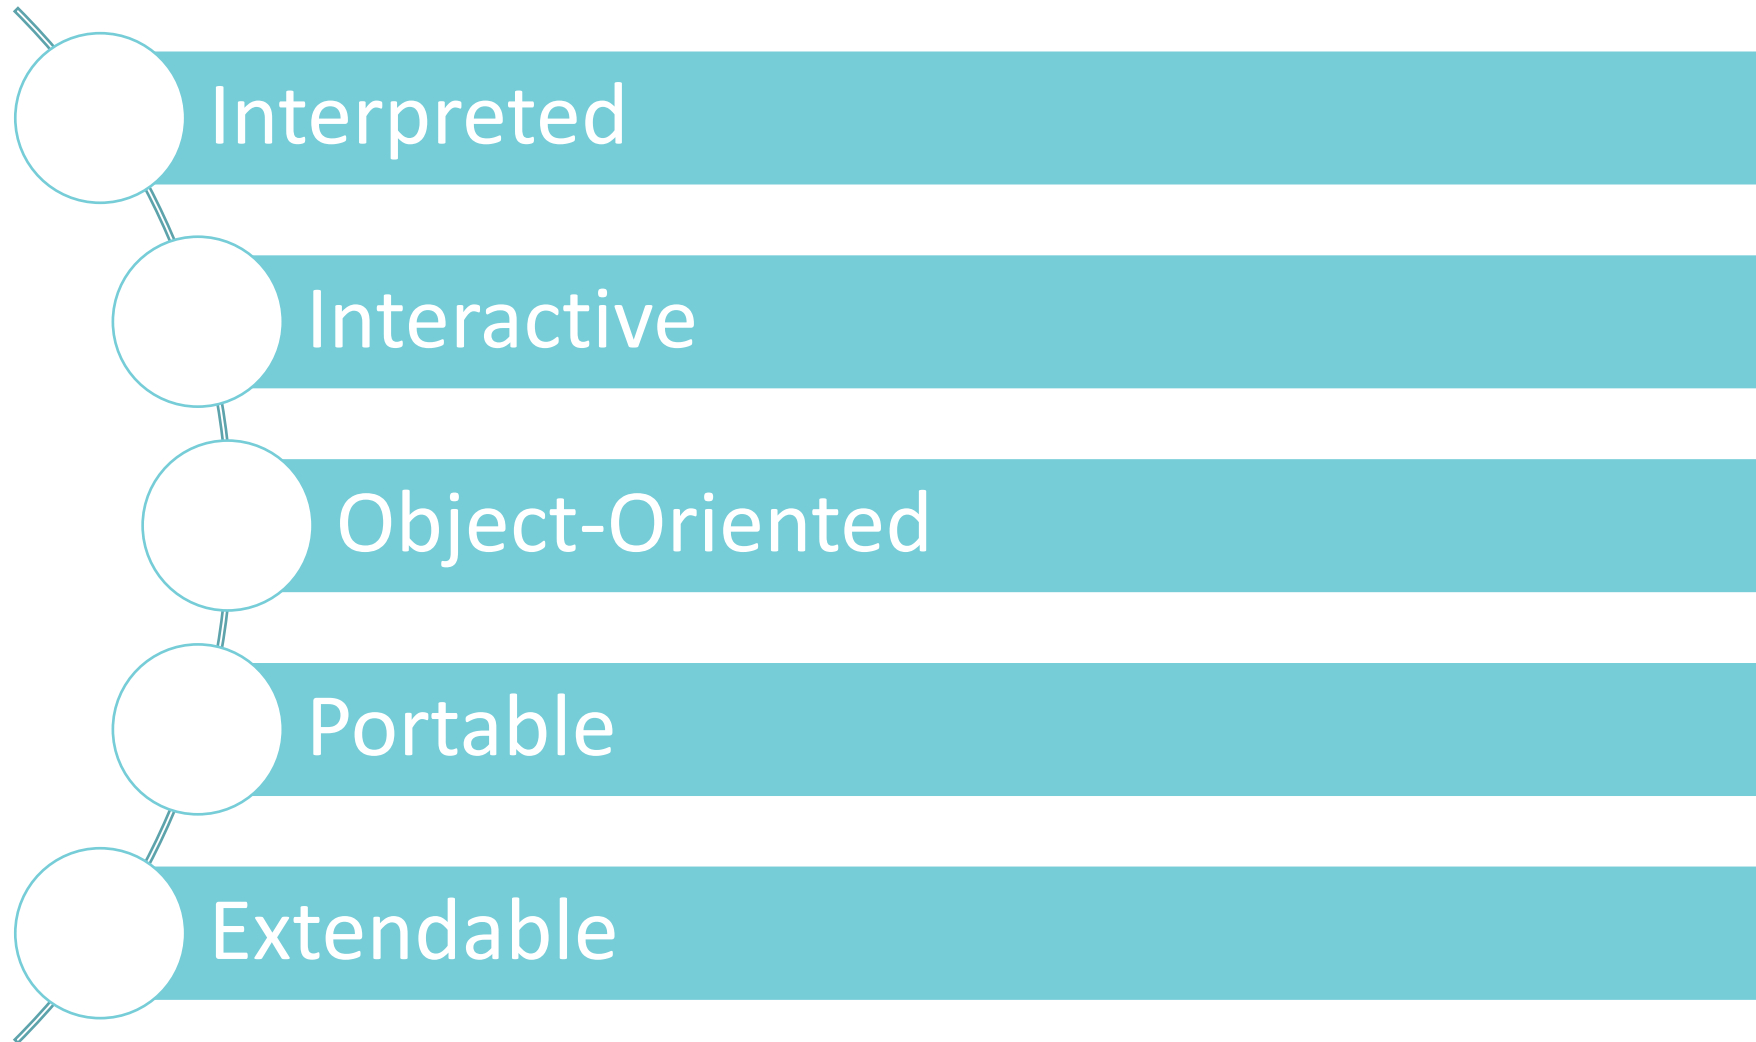 Interpreted
Interactive
Object-Oriented
Portable
Extendable